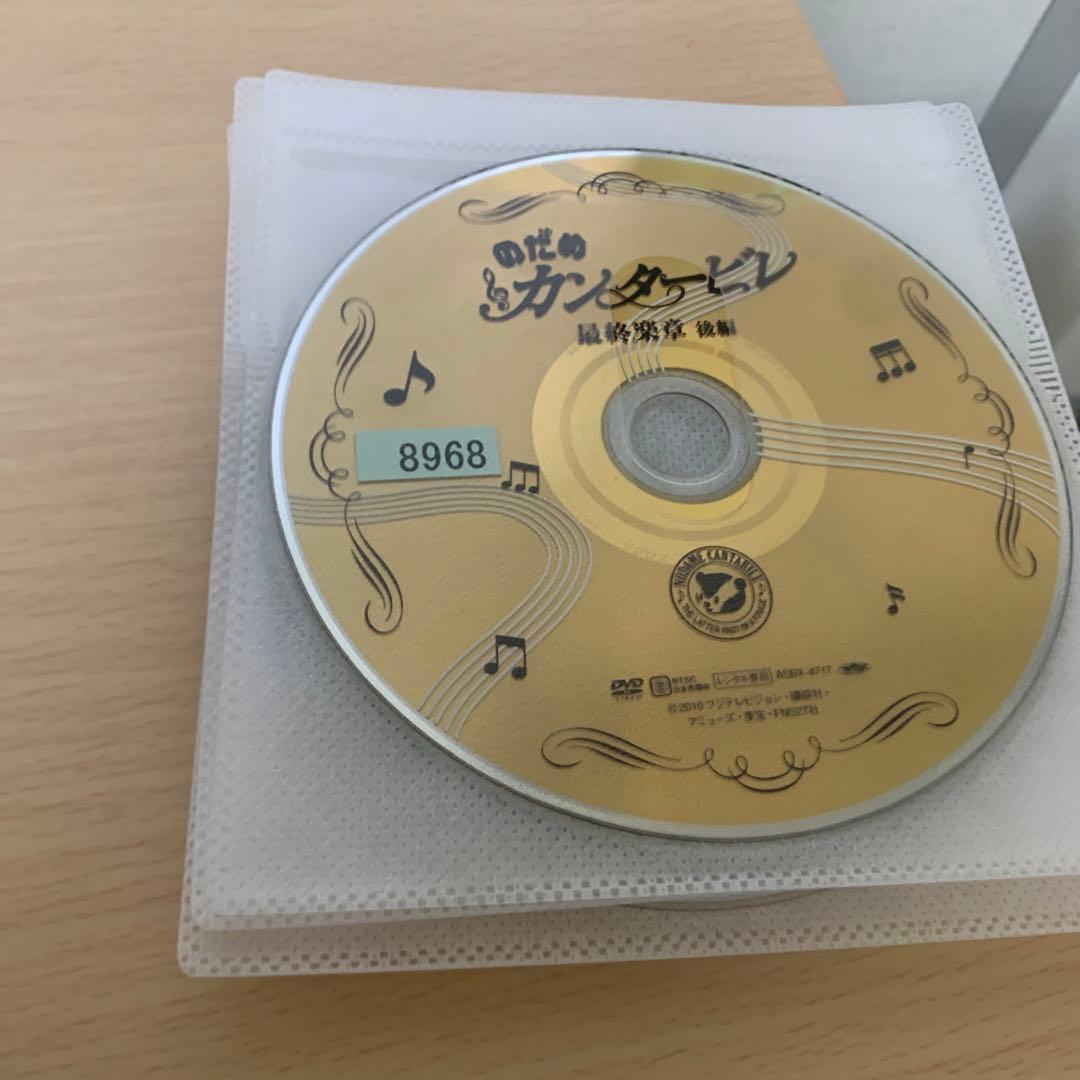 のだめ
カンタービレ
最終楽章 後編
8968
NODAME CANTABILE
THE LATTER PART OF A FINALE
DVD
VIDEO
2
NTSC
日本市場向
レンタル専用
ASBX-4717
©2010 フジテレビジョン・講談社・
アミューズ・東宝・FNS27社